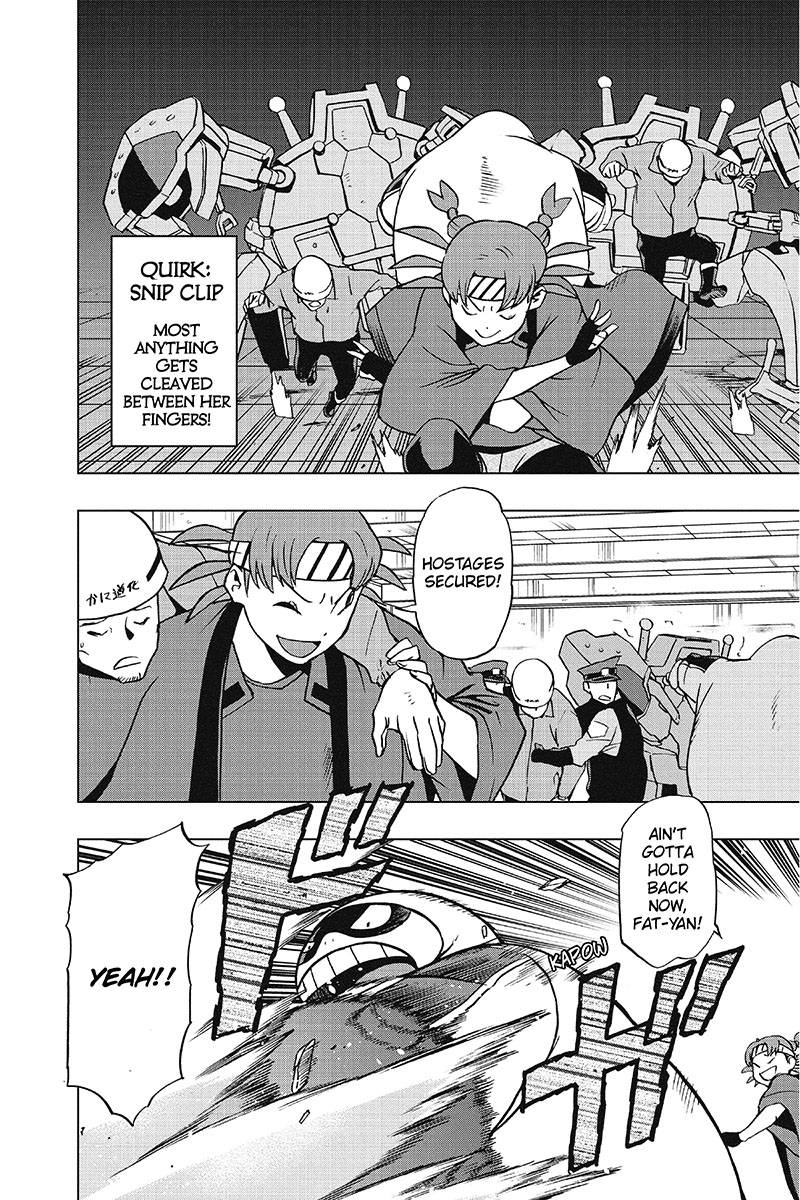 QUIRK:
SNIP CLIP
MOST
ANYTHING
GETS
CLEAVED
BETWEEN HER
FINGERS!
HOSTAGES
SECURED!
かに道化
AIN'T
GOTTA
HOLD
BACK
NOW,
FAT-YAN!
KAPOW
YEAH!!